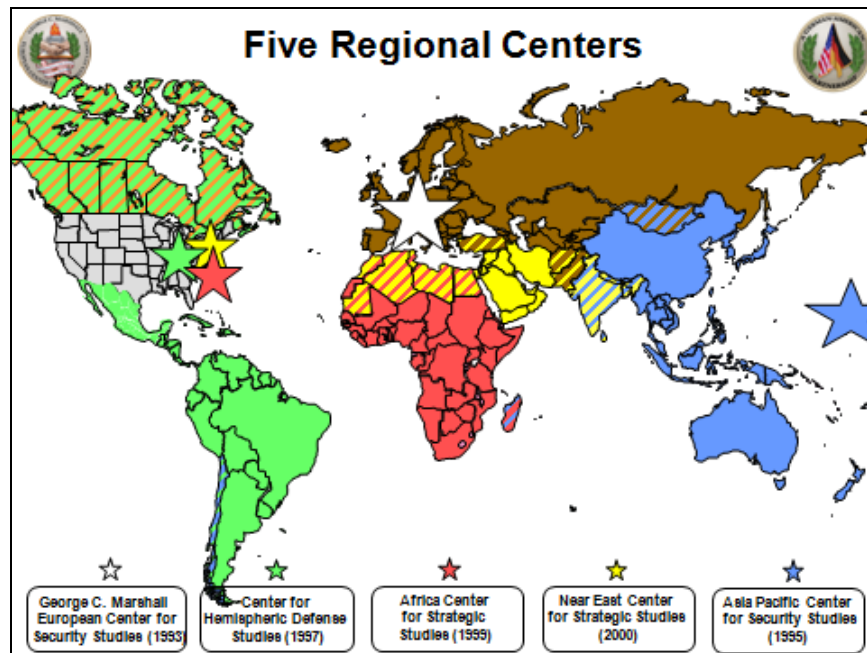 Five Regional Centers
George C. Marshall
European Center for
Security Studies (1993)
Center for
Hemispheric Defense
Studies (1997)
Africa Center
for Strategic
Studies (1999)
Near East Center
for Strategic Studies
(2000)
Asia Pacific Center
for Security Studies
(1995)